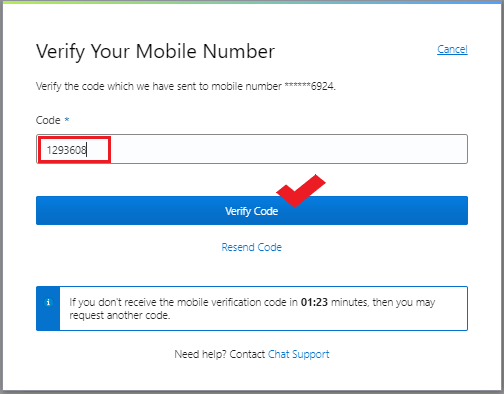 Verify Your Mobile Number
Cancel
Verify the code which we have sent to mobile number ******6924.
Code *
1293608
Verify Code
Resend Code
If you don't receive the mobile verification code in 01:23 minutes, then you may
request another code.
Need help? Contact Chat Support